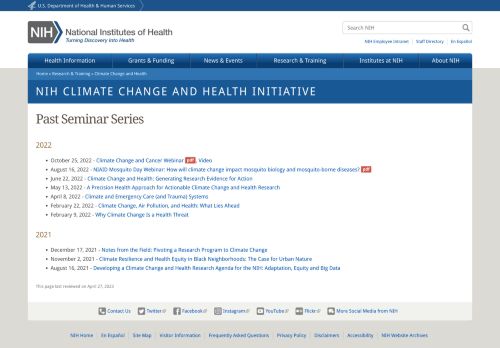 U.S. Department of Health & Human Services
NIH National Institutes of Health
Turning Discovery Into Health
Search NIH
NIH Employee Intranet | Staff Directory | En Español
Health Information Grants & Funding News & Events Research & Training Institutes at NIH About NIH
Home » Research & Training » Climate Change and Health
NIH CLIMATE CHANGE AND HEALTH INITIATIVE
Past Seminar Series
2022
• October 25, 2022 - Climate Change and Cancer Webinar pdf, Video
• August 16, 2022 - NIAID Mosquito Day Webinar: How will climate change impact mosquito biology and mosquito-borne diseases? pdf
• June 22, 2022 - Climate Change and Health: Generating Research Evidence for Action
• May 13, 2022 - A Precision Health Approach for Actionable Climate Change and Health Research
• April 8, 2022 - Climate and Emergency Care (and Trauma) Systems
• February 22, 2022 - Climate Change, Air Pollution, and Health: What Lies Ahead
• February 9, 2022 - Why Climate Change Is a Health Threat
2021
• December 17, 2021 - Notes from the Field: Pivoting a Research Program to Climate Change
• November 2, 2021 - Climate Resilience and Health Equity in Black Neighborhoods: The Case for Urban Nature
• August 16, 2021 - Developing a Climate Change and Health Research Agenda for the NIH: Adaptation, Equity and Big Data
This page last reviewed on April 27, 2023
Contact Us Twitter Facebook Instagram YouTube Flickr More Social Media from NIH
NIH Home En Español Site Map Visitor Information Frequently Asked Questions Privacy Policy Disclaimers Accessibility NIH Website Archives